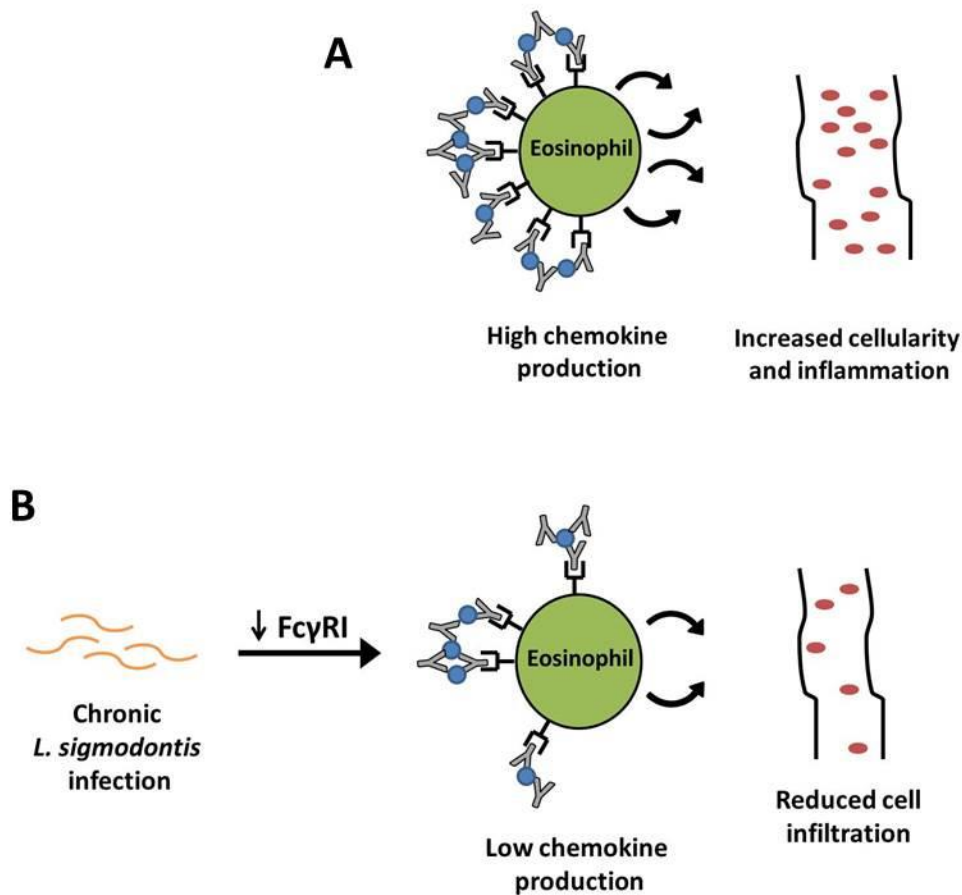 A
Eosinophil
High chemokine
production
Increased cellularity
and inflammation
B
Chronic
L. sigmodontis
infection
↓ FcγRI
Eosinophil
Low chemokine
production
Reduced cell
infiltration